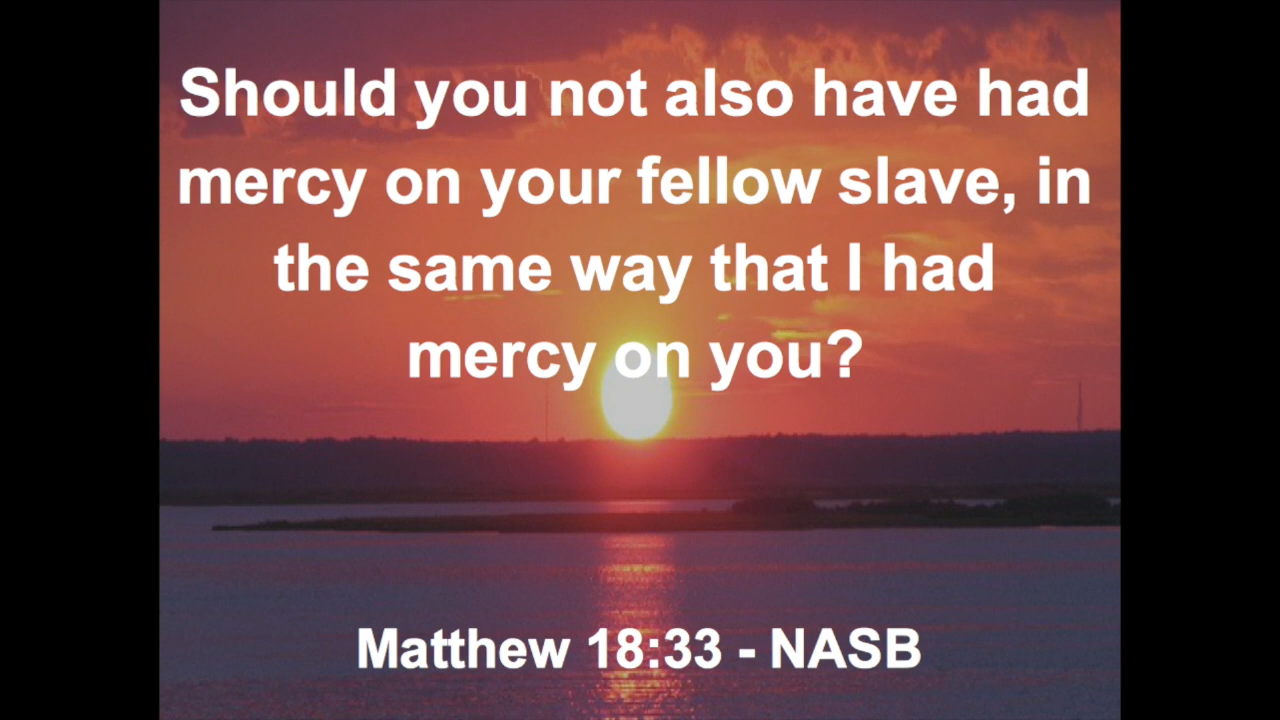 Should you not also have had
mercy on your fellow slave, in
the same way that I had
mercy on you?
Matthew 18:33 - NASB